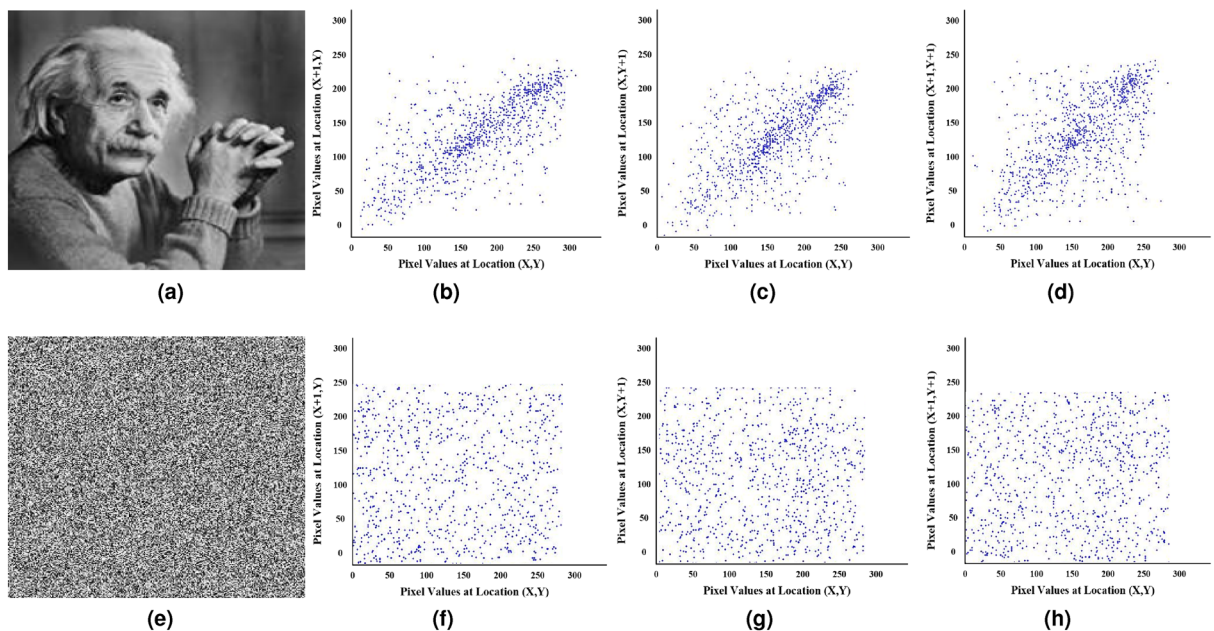 300
250
200
150
100
50
0
Pixel Values at Location (X+1,Y)
0 50 100 150 200 250 300
Pixel Values at Location (X,Y)
300
250
200
150
100
50
0
Pixel Values at Location (X,Y+1)
0 50 100 150 200 250 300
Pixel Values at Location (X,Y)
300
250
200
150
100
50
0
Pixel Values at Location (X+1,Y+1)
0 50 100 150 200 250 300
Pixel Values at Location (X,Y)
(a) (b) (c) (d)
300
250
200
150
100
50
0
Pixel Values at Location (X+1,Y)
0 50 100 150 200 250 300
Pixel Values at Location (X,Y)
300
250
200
150
100
50
0
Pixel Values at Location (X,Y+1)
0 50 100 150 200 250 300
Pixel Values at Location (X,Y)
300
250
200
150
100
50
0
Pixel Values at Location (X+1,Y+1)
0 50 100 150 200 250 300
Pixel Values at Location (X,Y)
(e) (f) (g) (h)